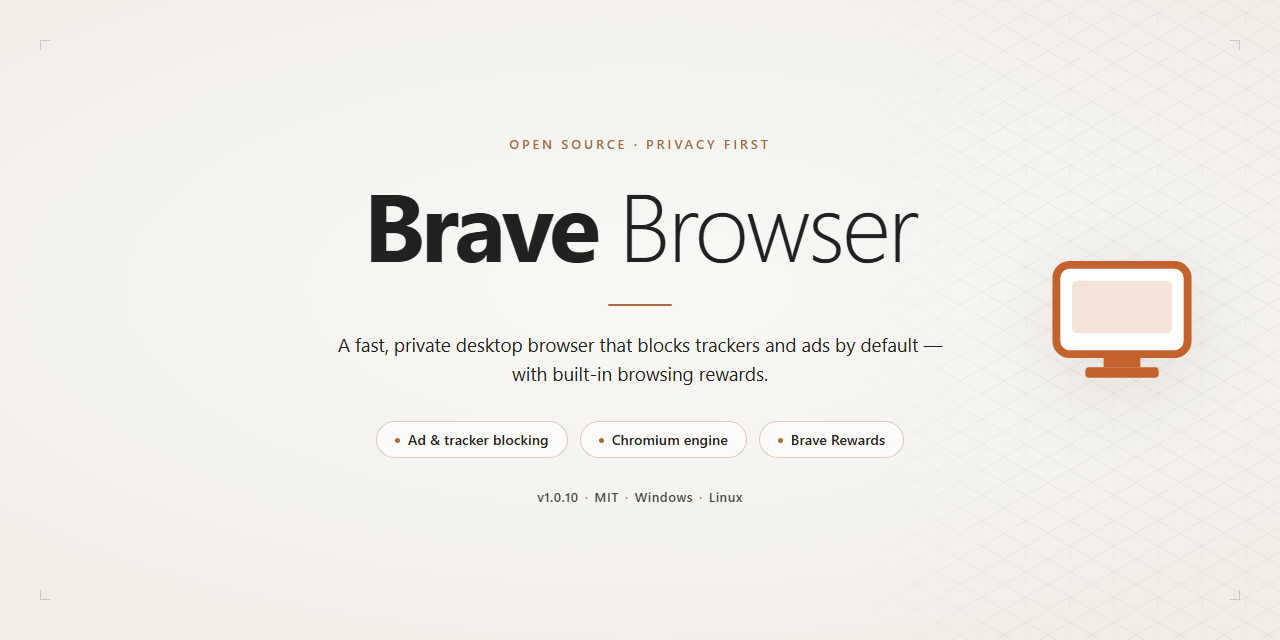 OPEN SOURCE · PRIVACY FIRST
Brave Browser
A fast, private desktop browser that blocks trackers and ads by default —
with built-in browsing rewards.
Ad & tracker blocking
Chromium engine
Brave Rewards
v1.0.10 · MIT · Windows · Linux